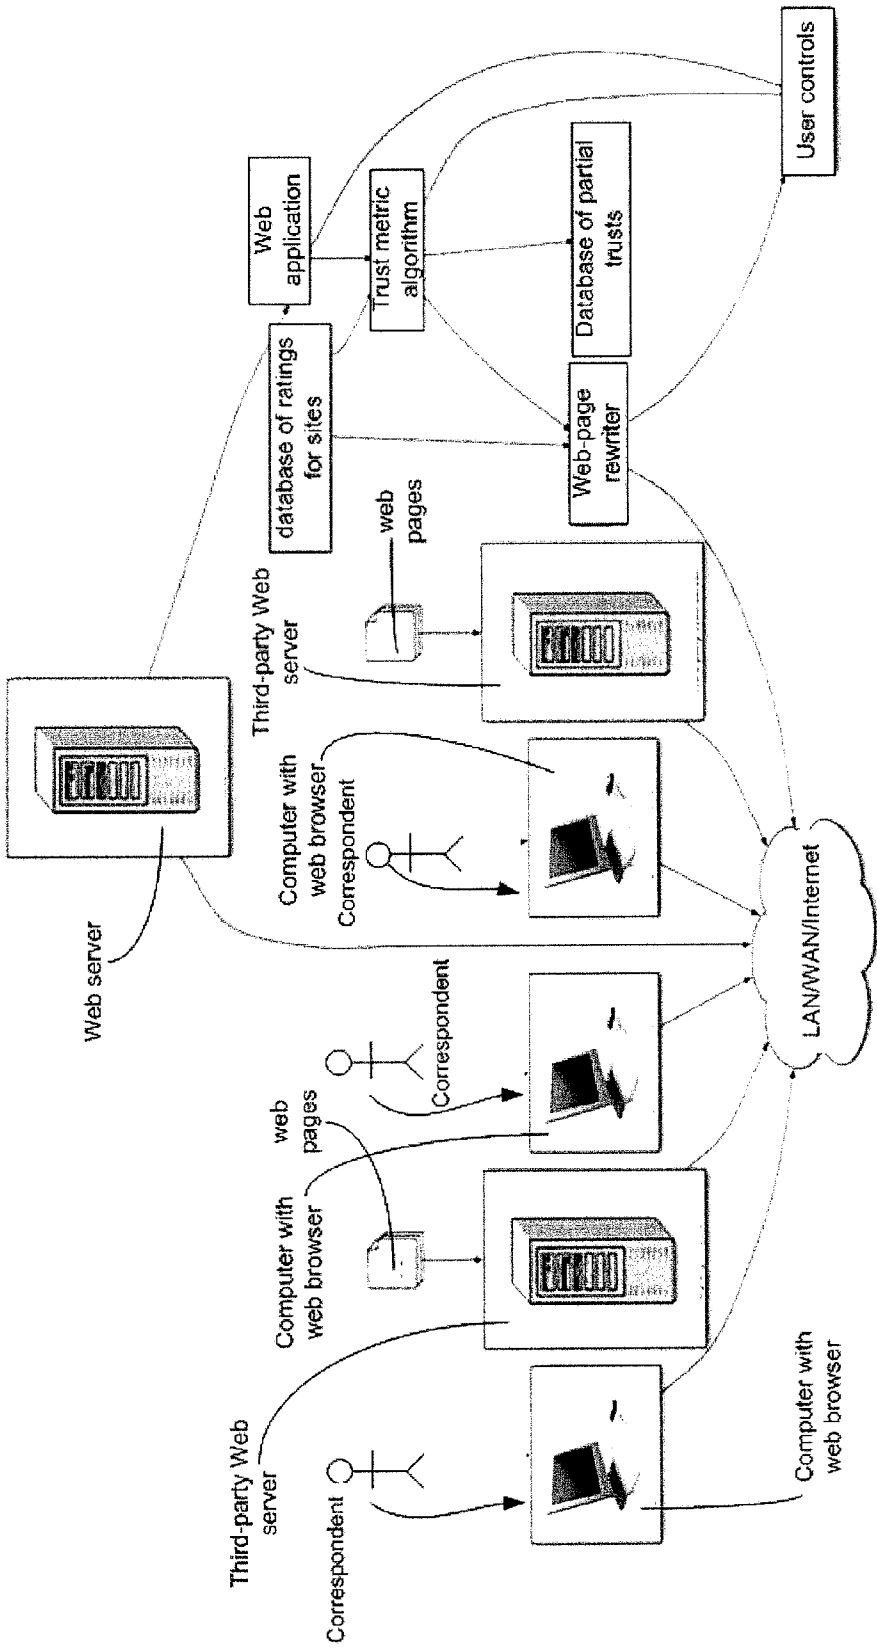 Web server
Web
application
database of ratings
for sites
Trust metric
algorithm
Database of partial
trusts
Web-page
rewriter
User controls
Third-party Web
server
web
pages
Computer with
web browser
Correspondent
Correspondent
web
pages
Computer with
web browser
Third-party Web
server
Correspondent
Computer with
web browser
LAN/WAN/Internet